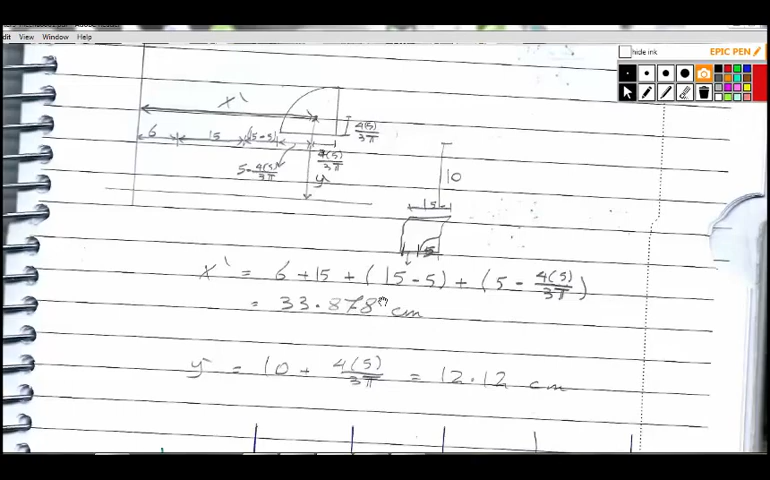 dit View Window Help
hide ink EPIC PEN
x'
4(5)/3π
6 15 15-5
4(5)/3π
5-4(5)/3π
y
10
15
15
x' = 6 + 15 + (15 - 5) + (5 - 4(5)/3π)
= 33.878 cm
y = 10 + 4(5)/3π = 12.12 cm